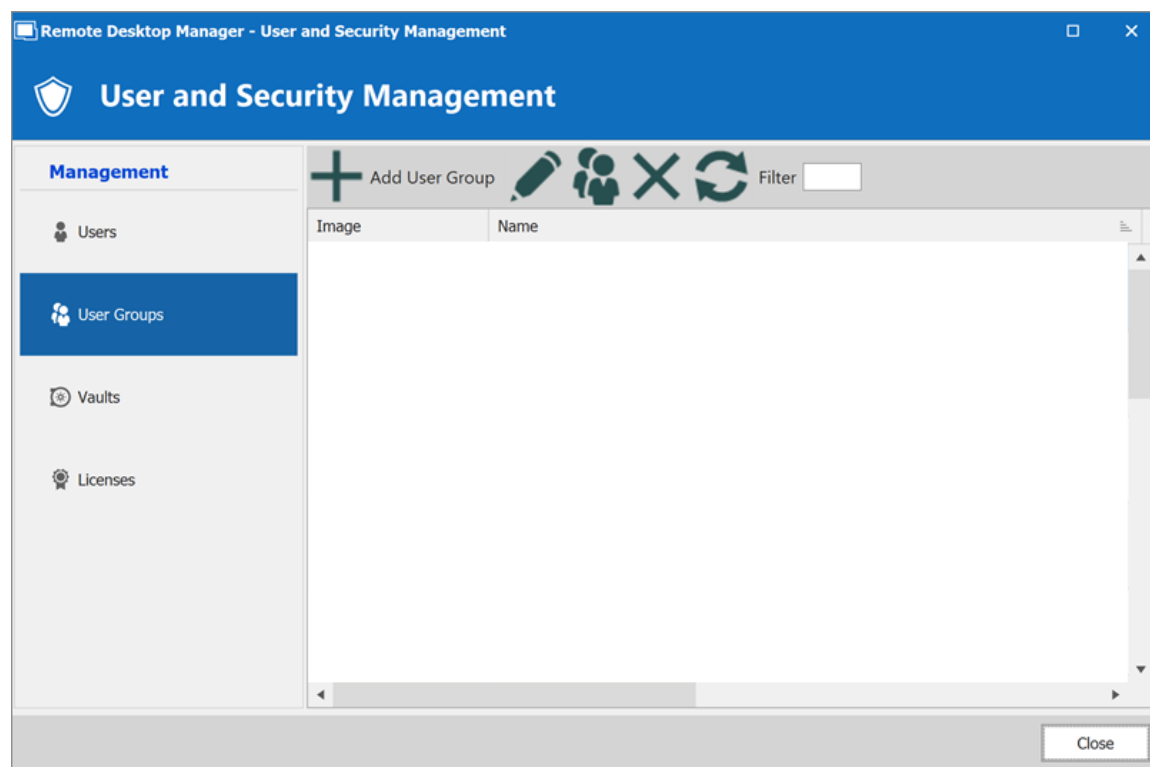 Remote Desktop Manager - User and Security Management
User and Security Management
Management
Users
User Groups
Vaults
Licenses
Add User Group
Filter
Image
Name
Close